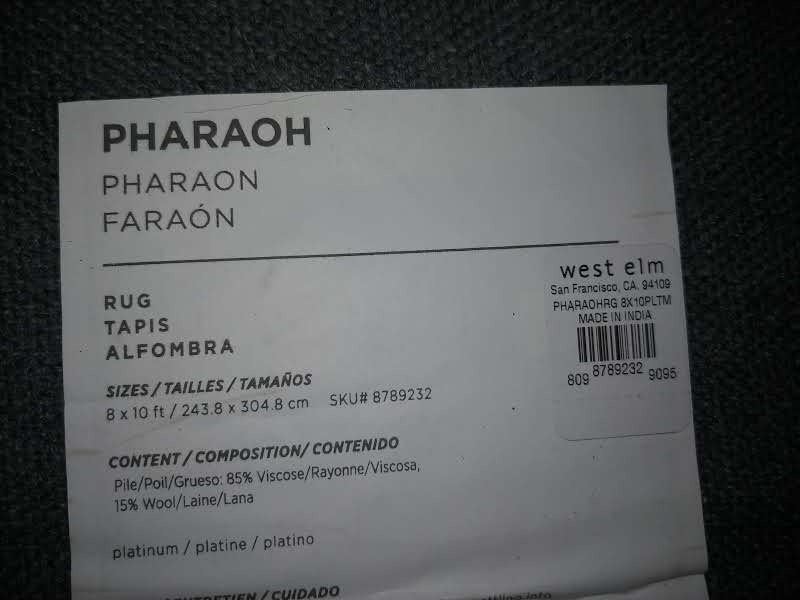 PHARAOH
PHARAON
FARAÓN
RUG
TAPIS
ALFOMBRA
SIZES / TAILLES / TAMAÑOS
8 x 10 ft / 243.8 x 304.8 cm SKU# 8789232
CONTENT / COMPOSITION / CONTENIDO
Pile/Poil/Grueso: 85% Viscose/Rayonne/Viscosa,
15% Wool/Laine/Lana
platinum / platine / platino
/ CUIDADO
west elm
San Francisco, CA. 94109
PHARAOHRG 8X10PLTM
MADE IN INDIA
809 8789232 9095